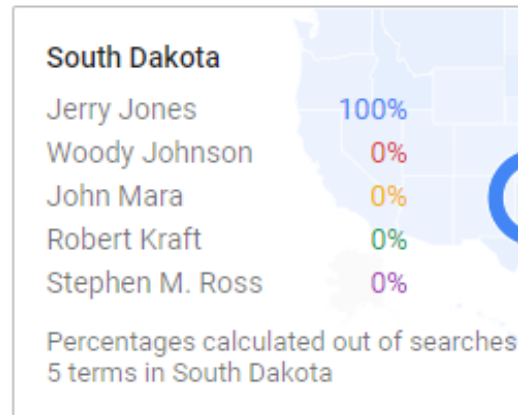 South Dakota
Jerry Jones 100%
Woody Johnson 0%
John Mara 0%
Robert Kraft 0%
Stephen M. Ross 0%
Percentages calculated out of searches
5 terms in South Dakota